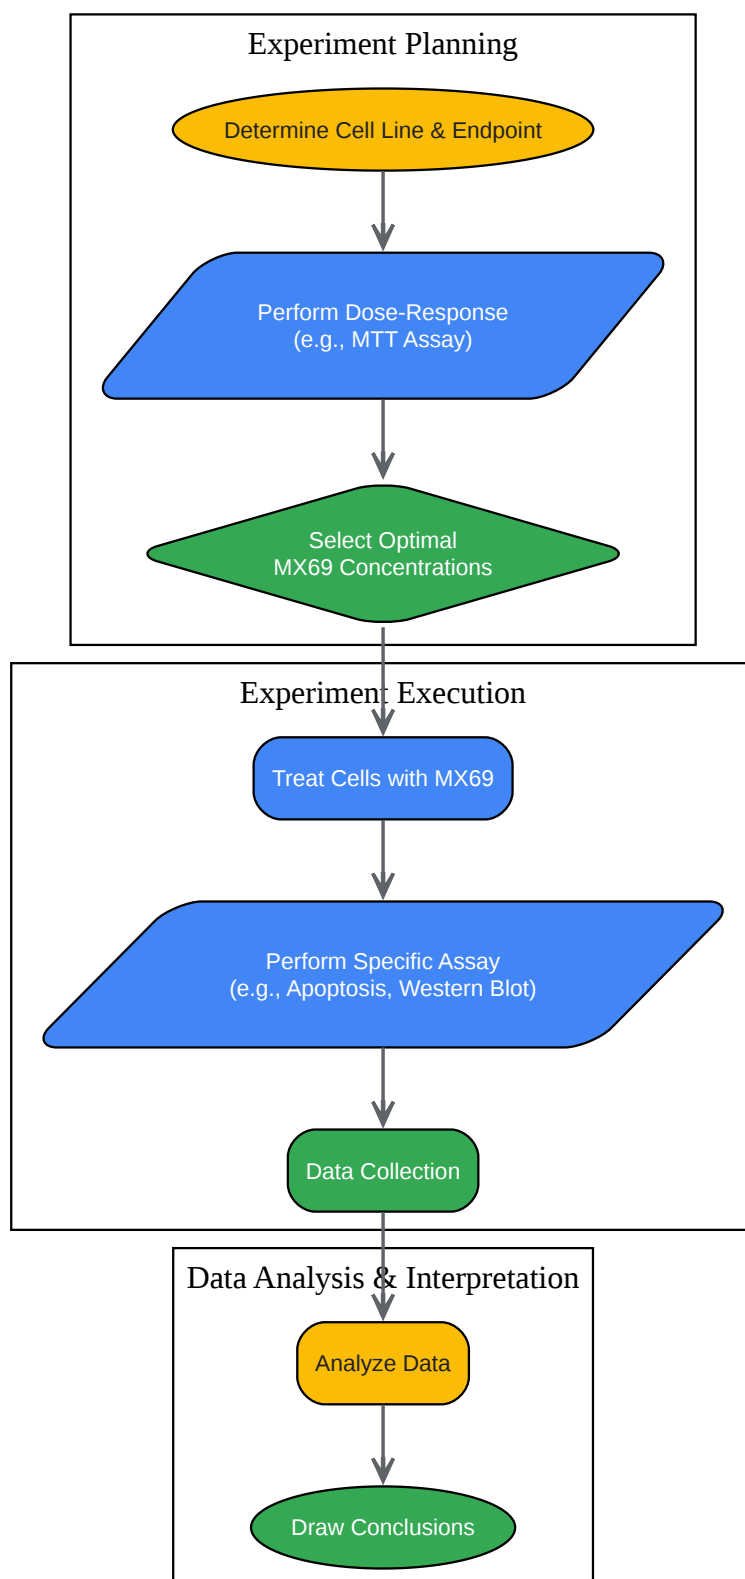 Experiment Planning
Determine Cell Line & Endpoint
Perform Dose-Response
(e.g., MTT Assay)
Select Optimal
MX69 Concentrations
Experiment Execution
Treat Cells with MX69
Perform Specific Assay
(e.g., Apoptosis, Western Blot)
Data Collection
Data Analysis & Interpretation
Analyze Data
Draw Conclusions